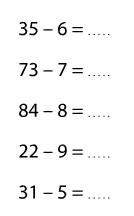 35 – 6 = .....
73 – 7 = .....
84 – 8 = .....
22 – 9 = .....
31 – 5 = .....